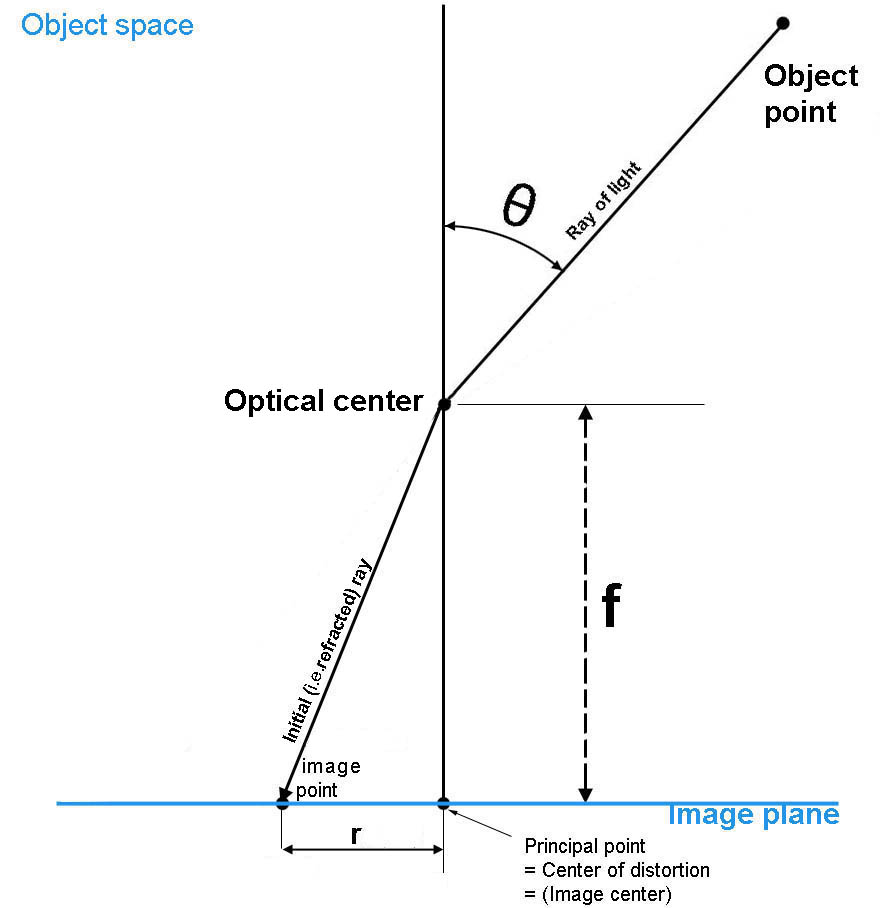 Object space
Object
point
θ
Ray of light
Optical center
f
Initial (i.e.refracted) ray
image
point
Image plane
r
Principal point
= Center of distortion
= (Image center)